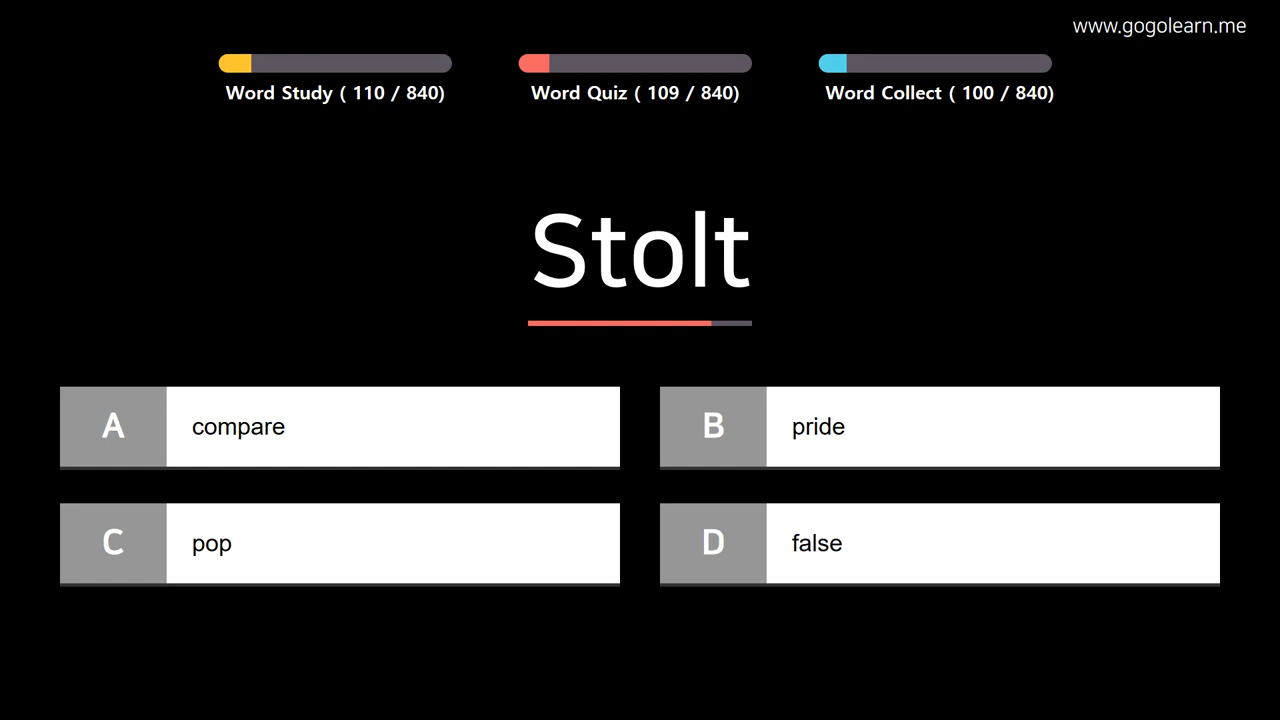 www.gogolearn.me
Word Study ( 110 / 840)
Word Quiz ( 109 / 840)
Word Collect ( 100 / 840)
Stolt
A compare
B pride
C pop
D false